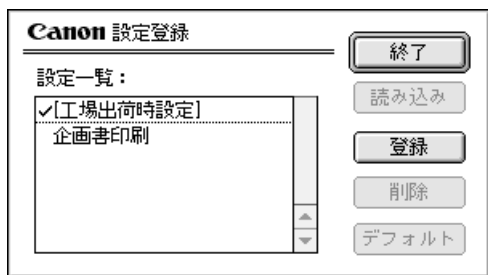 Canon 設定登録
設定一覧：
✓[工場出荷時設定]
企画書印刷
終了
読み込み
登録
削除
デフォルト